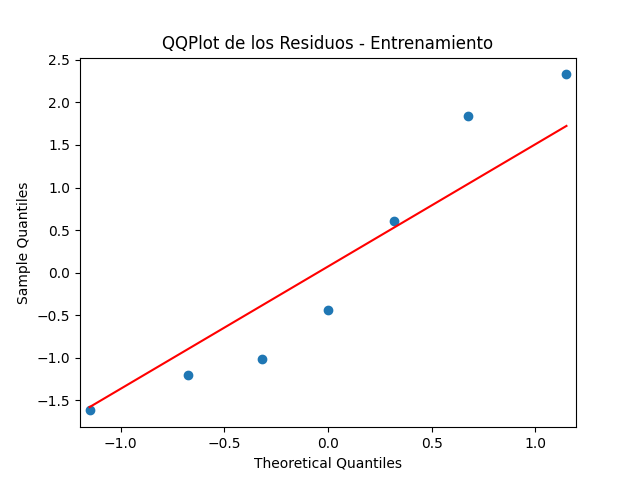 QQPlot de los Residuos - Entrenamiento
2.5
2.0
1.5
1.0
0.5
0.0
−0.5
−1.0
−1.5
Sample Quantiles
−1.0 −0.5 0.0 0.5 1.0
Theoretical Quantiles